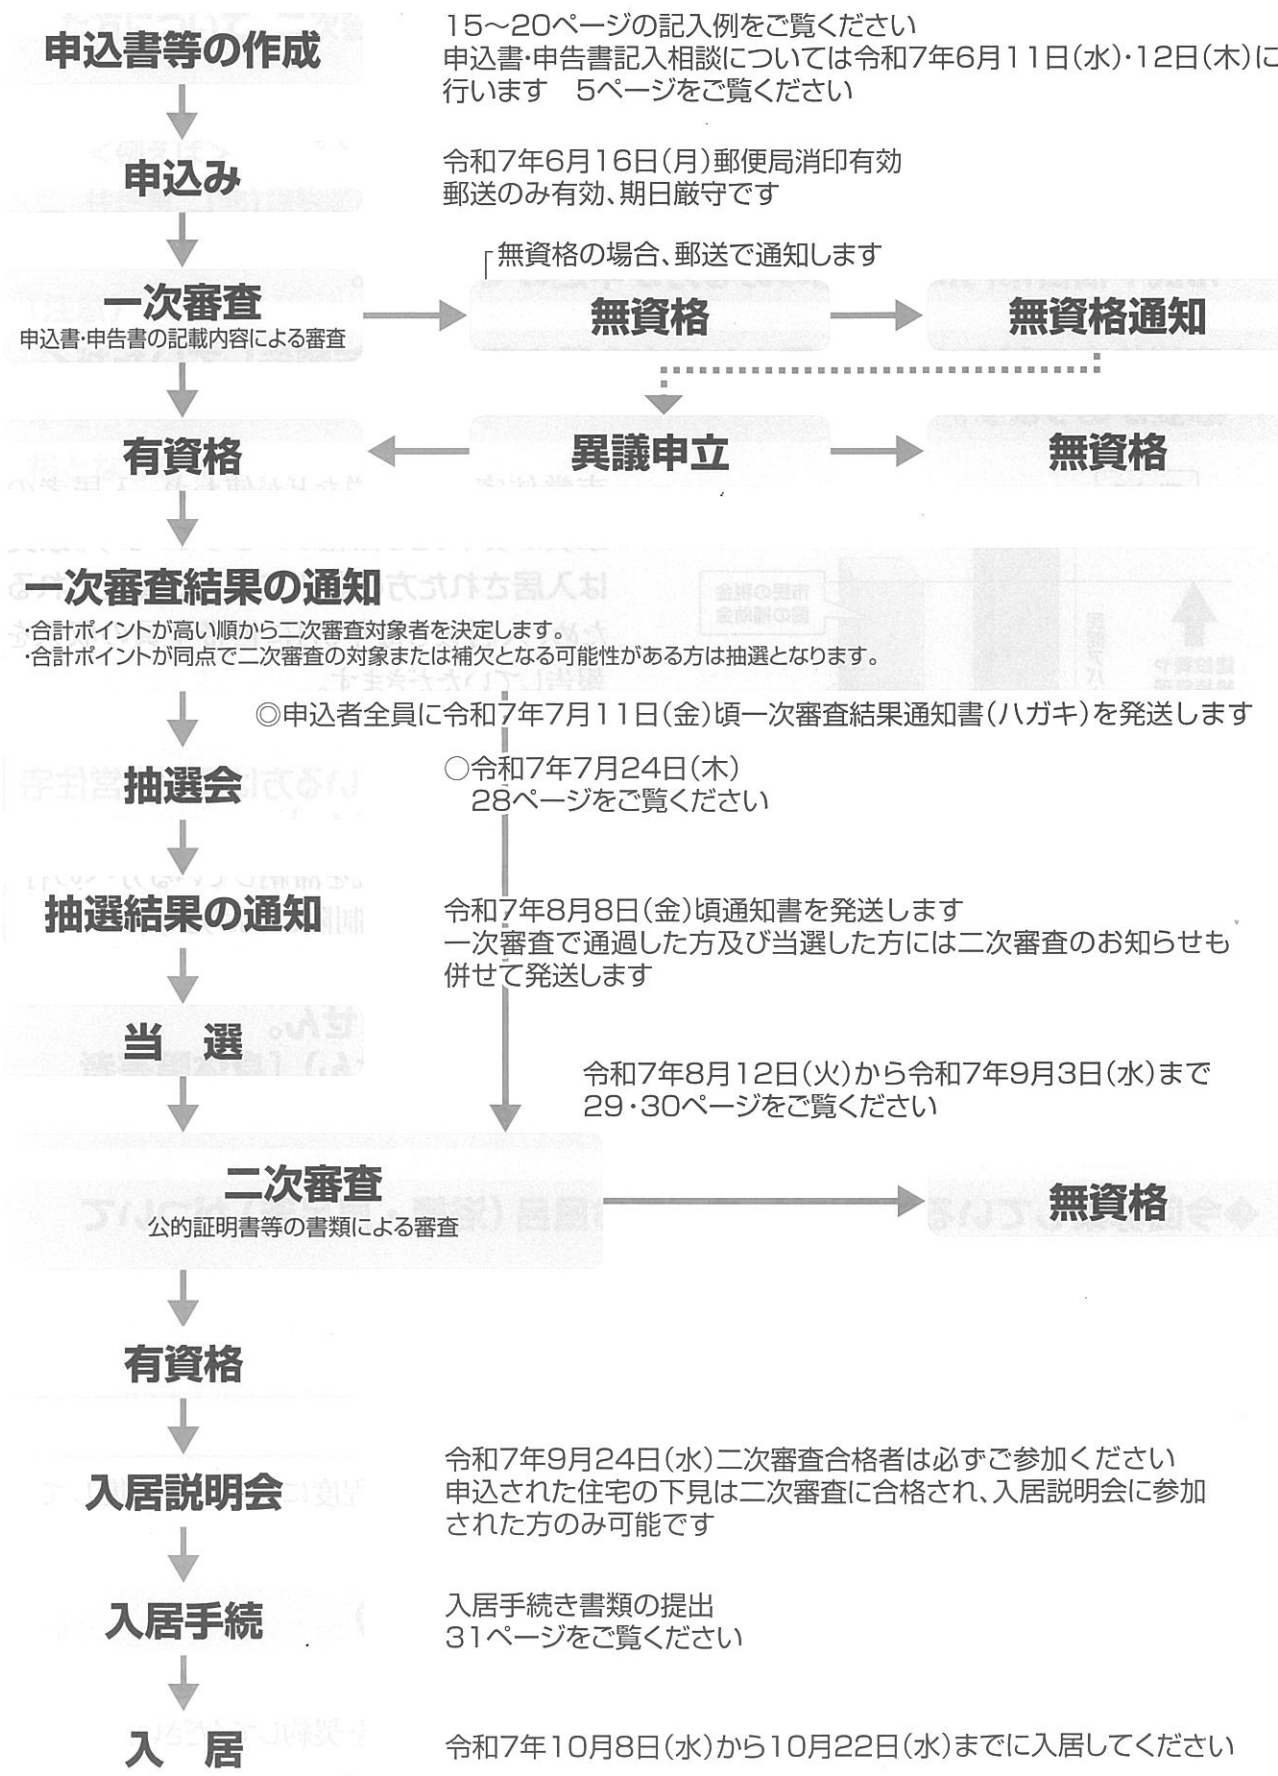 申込書等の作成
15～20ページの記入例をご覧ください
申込書・申告書記入相談については令和7年6月11日(水)・12日(木)に
行います　5ページをご覧ください
申込み
令和7年6月16日(月)郵便局消印有効
郵送のみ有効、期日厳守です
無資格の場合、郵送で通知します
一次審査
申込書・申告書の記載内容による審査
無資格
無資格通知
有資格
異議申立
無資格
一次審査結果の通知
・合計ポイントが高い順から二次審査対象者を決定します。
・合計ポイントが同点で二次審査の対象または補欠となる可能性がある方は抽選となります。
◎申込者全員に令和7年7月11日(金)頃一次審査結果通知書(ハガキ)を発送します
抽選会
○令和7年7月24日(木)
28ページをご覧ください
抽選結果の通知
令和7年8月8日(金)頃通知書を発送します
一次審査で通過した方及び当選した方には二次審査のお知らせも
併せて発送します
当　選
令和7年8月12日(火)から令和7年9月3日(水)まで
29・30ページをご覧ください
二次審査
公的証明書等の書類による審査
無資格
有資格
入居説明会
令和7年9月24日(水)二次審査合格者は必ずご参加ください
申込された住宅の下見は二次審査に合格され、入居説明会に参加
された方のみ可能です
入居手続
入居手続き書類の提出
31ページをご覧ください
入　居
令和7年10月8日(水)から10月22日(水)までに入居してください